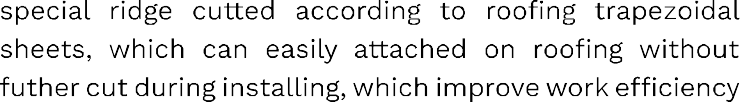 special ridge cutted according to roofing trapezoidal
sheets, which can easily attached on roofing without
futher cut during installing, which improve work efficiency